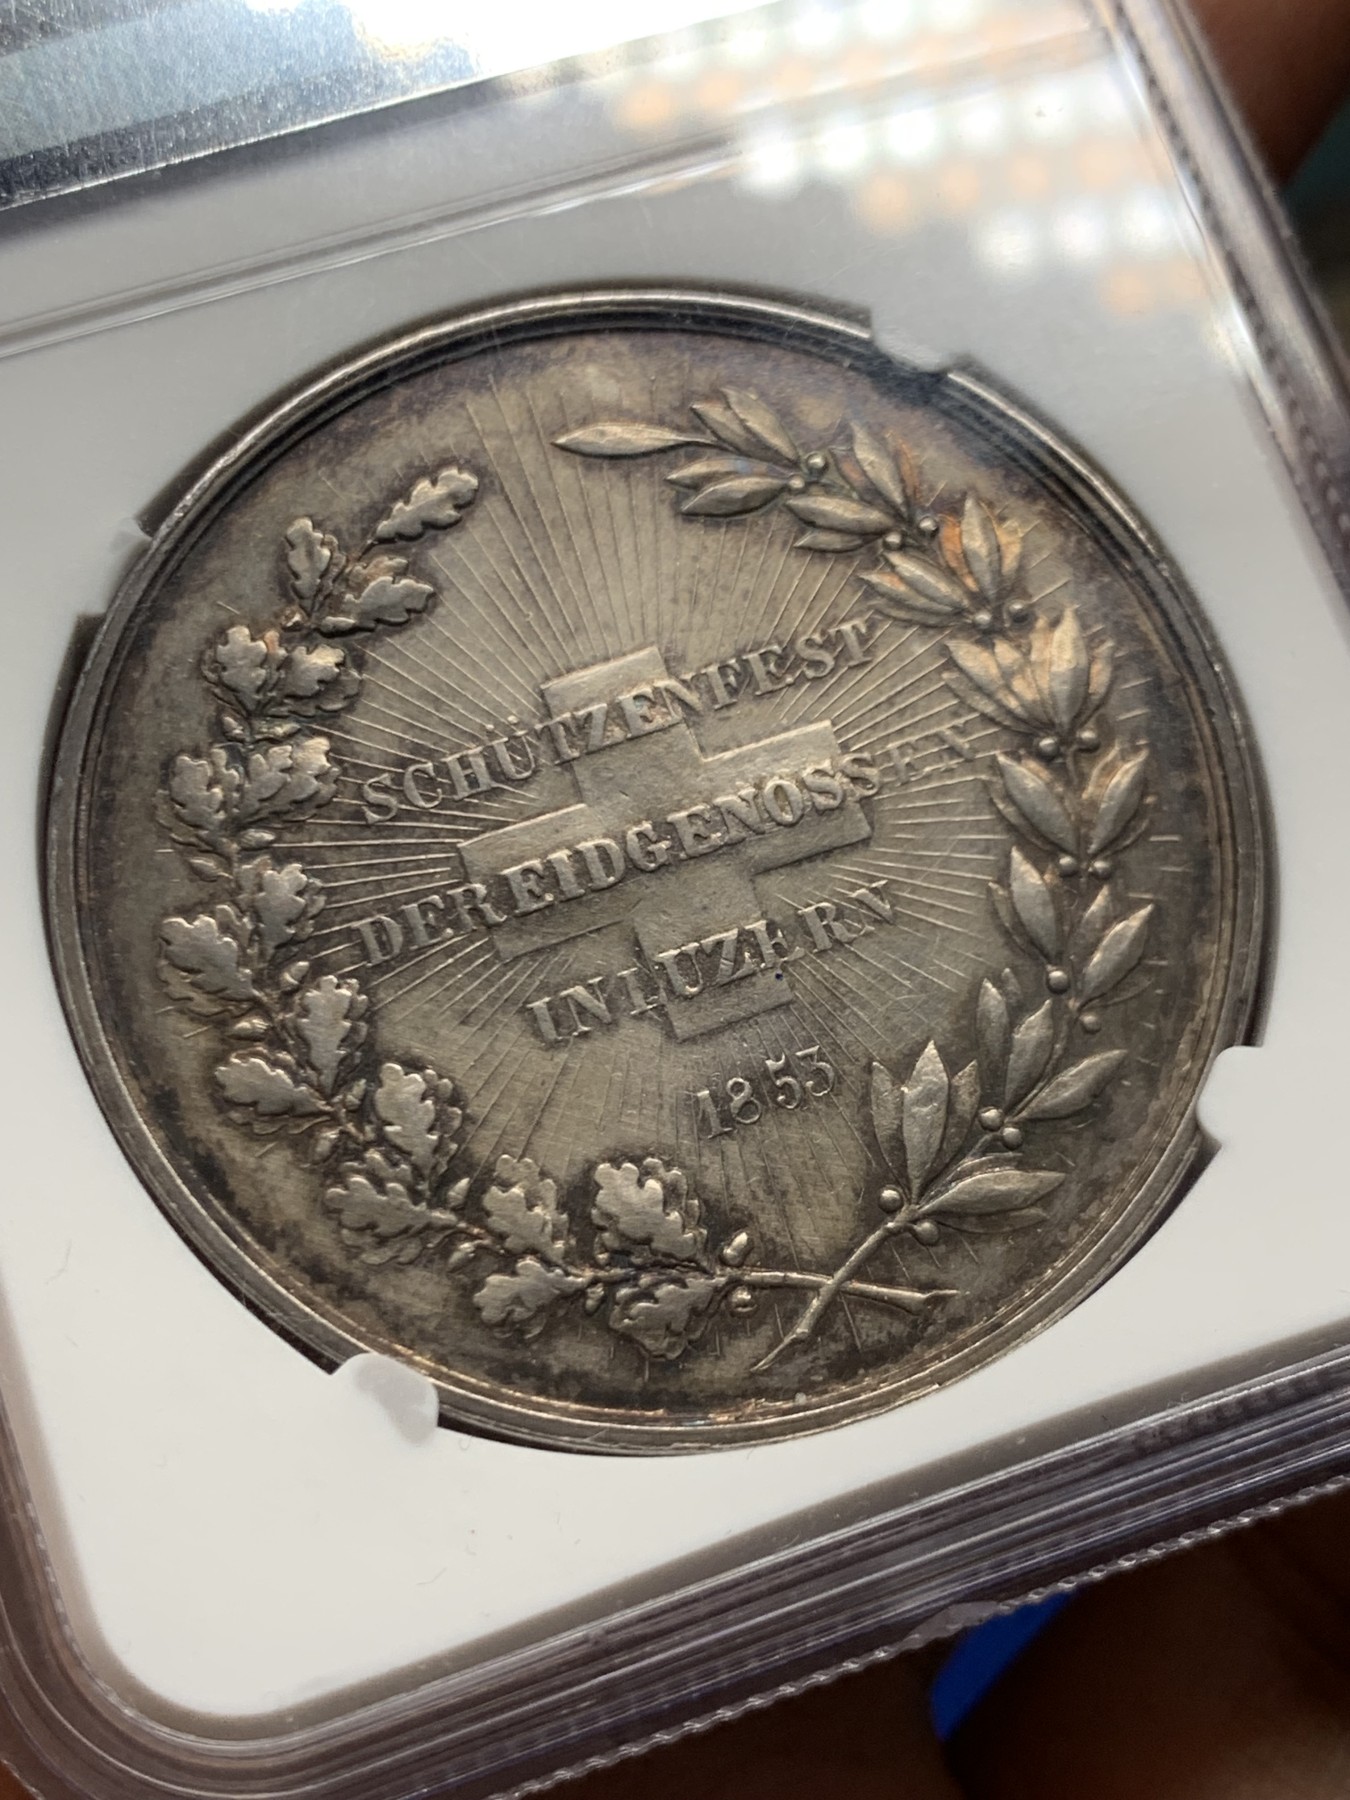 SCHÜTZENFEST
DER EIDGENOSSEN
IN LUZERN
1853